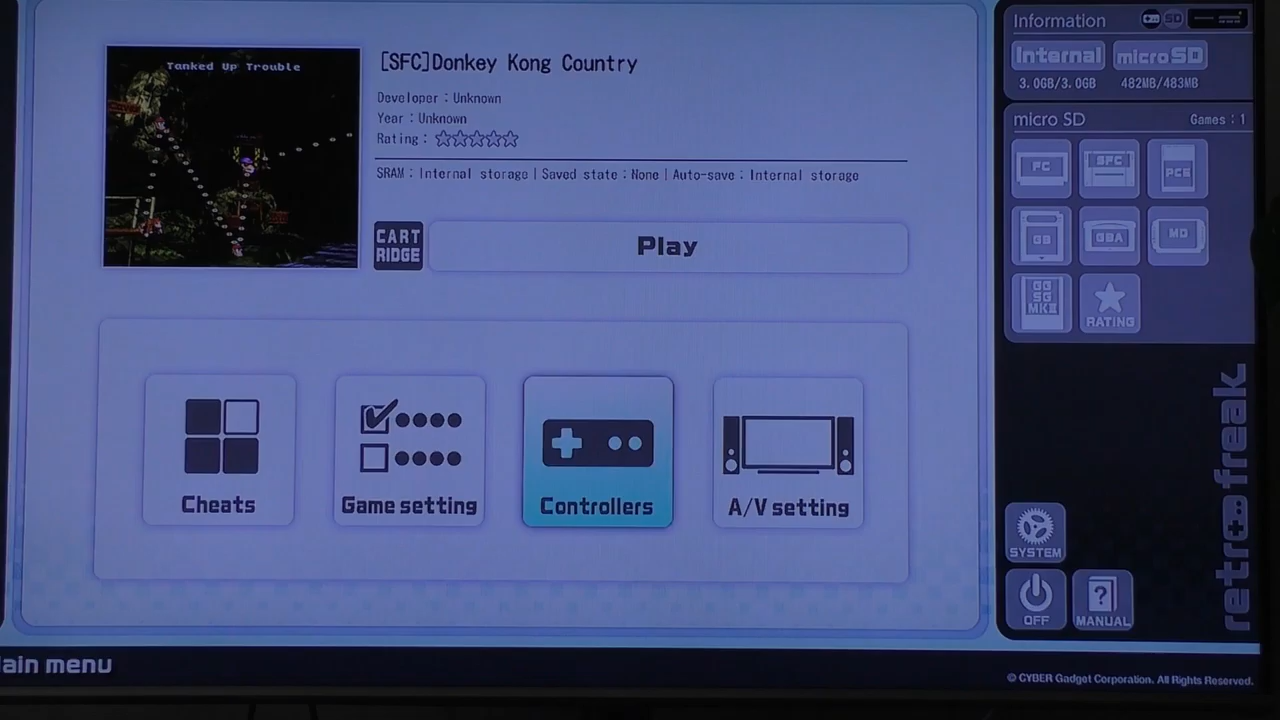 Tanked Up Trouble
[SFC]Donkey Kong Country
Developer : Unknown
Year : Unknown
Rating : ☆☆☆☆☆
SRAM : Internal storage | Saved state : None | Auto-save : Internal storage
CART
RIDGE
Play
Cheats
Game setting
Controllers
A/V setting
ain menu
Information
SD
Internal
microSD
3.0GB/3.0GB
482MB/483MB
micro SD
Games : 1
FC
SFC
PCE
GB
GBA
MD
GG
SG
MKIII
RATING
retro freak
SYSTEM
OFF
?
MANUAL
© CYBER Gadget Corporation. All Rights Reserved.